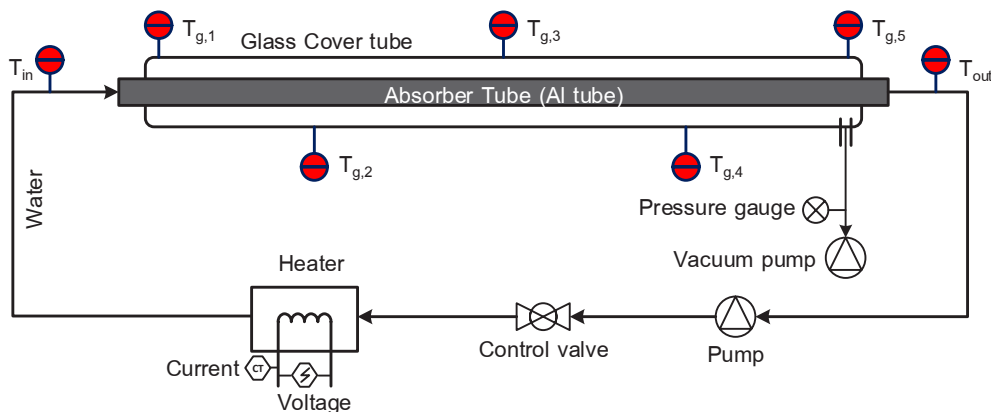 T_g,1
T_g,3
T_g,5
Glass Cover tube
T_in
T_out
Absorber Tube (Al tube)
T_g,2
T_g,4
Water
Pressure gauge
Vacuum pump
Heater
Control valve
Pump
Current
CT
Voltage